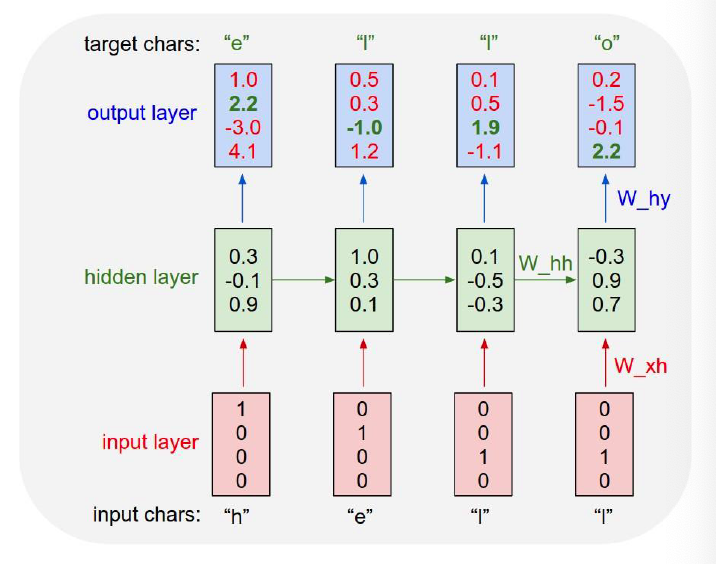 target chars: “e” “l” “l” “o”
output layer
1.0 0.5 0.1 0.2
2.2 0.3 0.5 -1.5
-3.0 -1.0 1.9 -0.1
4.1 1.2 -1.1 2.2
W_hy
hidden layer
0.3 1.0 0.1 -0.3
-0.1 0.3 -0.5 0.9
0.9 0.1 -0.3 0.7
W_hh
W_xh
input layer
1 0 0 0
0 1 0 0
0 0 1 1
0 0 0 0
input chars: “h” “e” “l” “l”